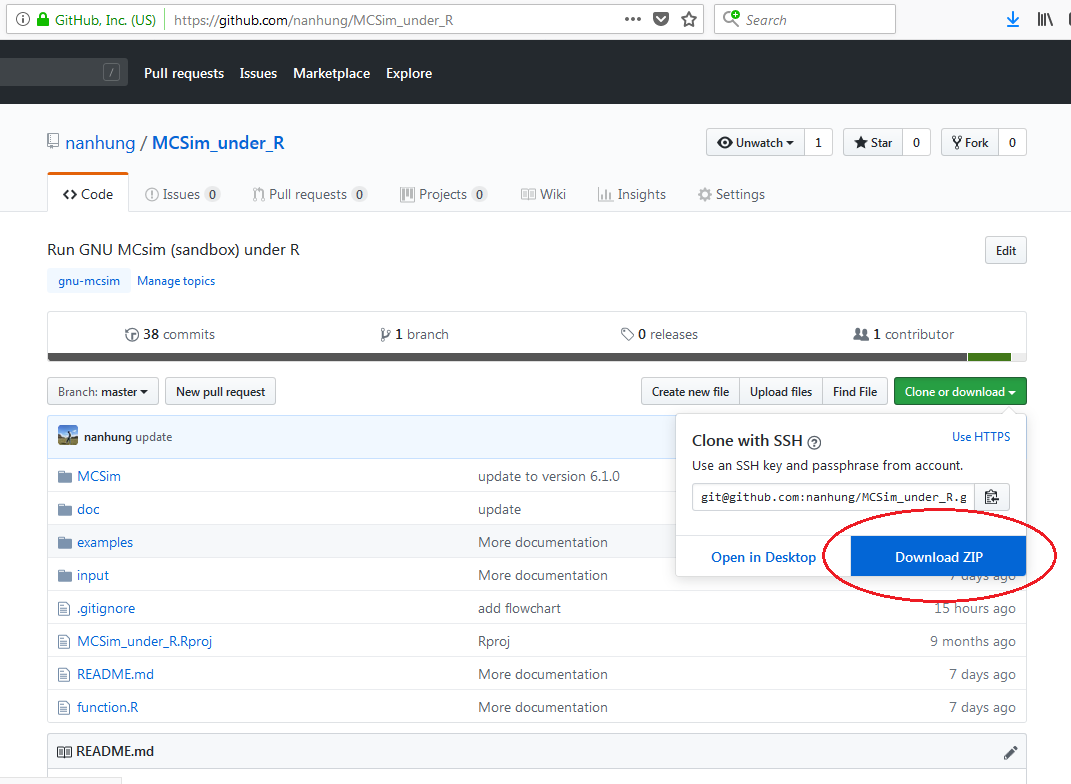 GitHub, Inc. (US) https://github.com/nanhung/MCSim_under_R Search
/ Pull requests Issues Marketplace Explore
nanhung / MCSim_under_R Unwatch 1 Star 0 Fork 0
Code Issues 0 Pull requests 0 Projects 0 Wiki Insights Settings
Run GNU MCsim (sandbox) under R Edit
gnu-mcsim Manage topics
38 commits 1 branch 0 releases 1 contributor
Branch: master New pull request Create new file Upload files Find File Clone or download
nanhung update
Clone with SSH ? Use HTTPS
Use an SSH key and passphrase from account.
git@github.com:nanhung/MCSim_under_R.g
Open in Desktop Download ZIP
MCSim update to version 6.1.0
doc update
examples More documentation
input More documentation 7 days ago
.gitignore add flowchart 15 hours ago
MCSim_under_R.Rproj Rproj 9 months ago
README.md More documentation 7 days ago
function.R More documentation 7 days ago
README.md